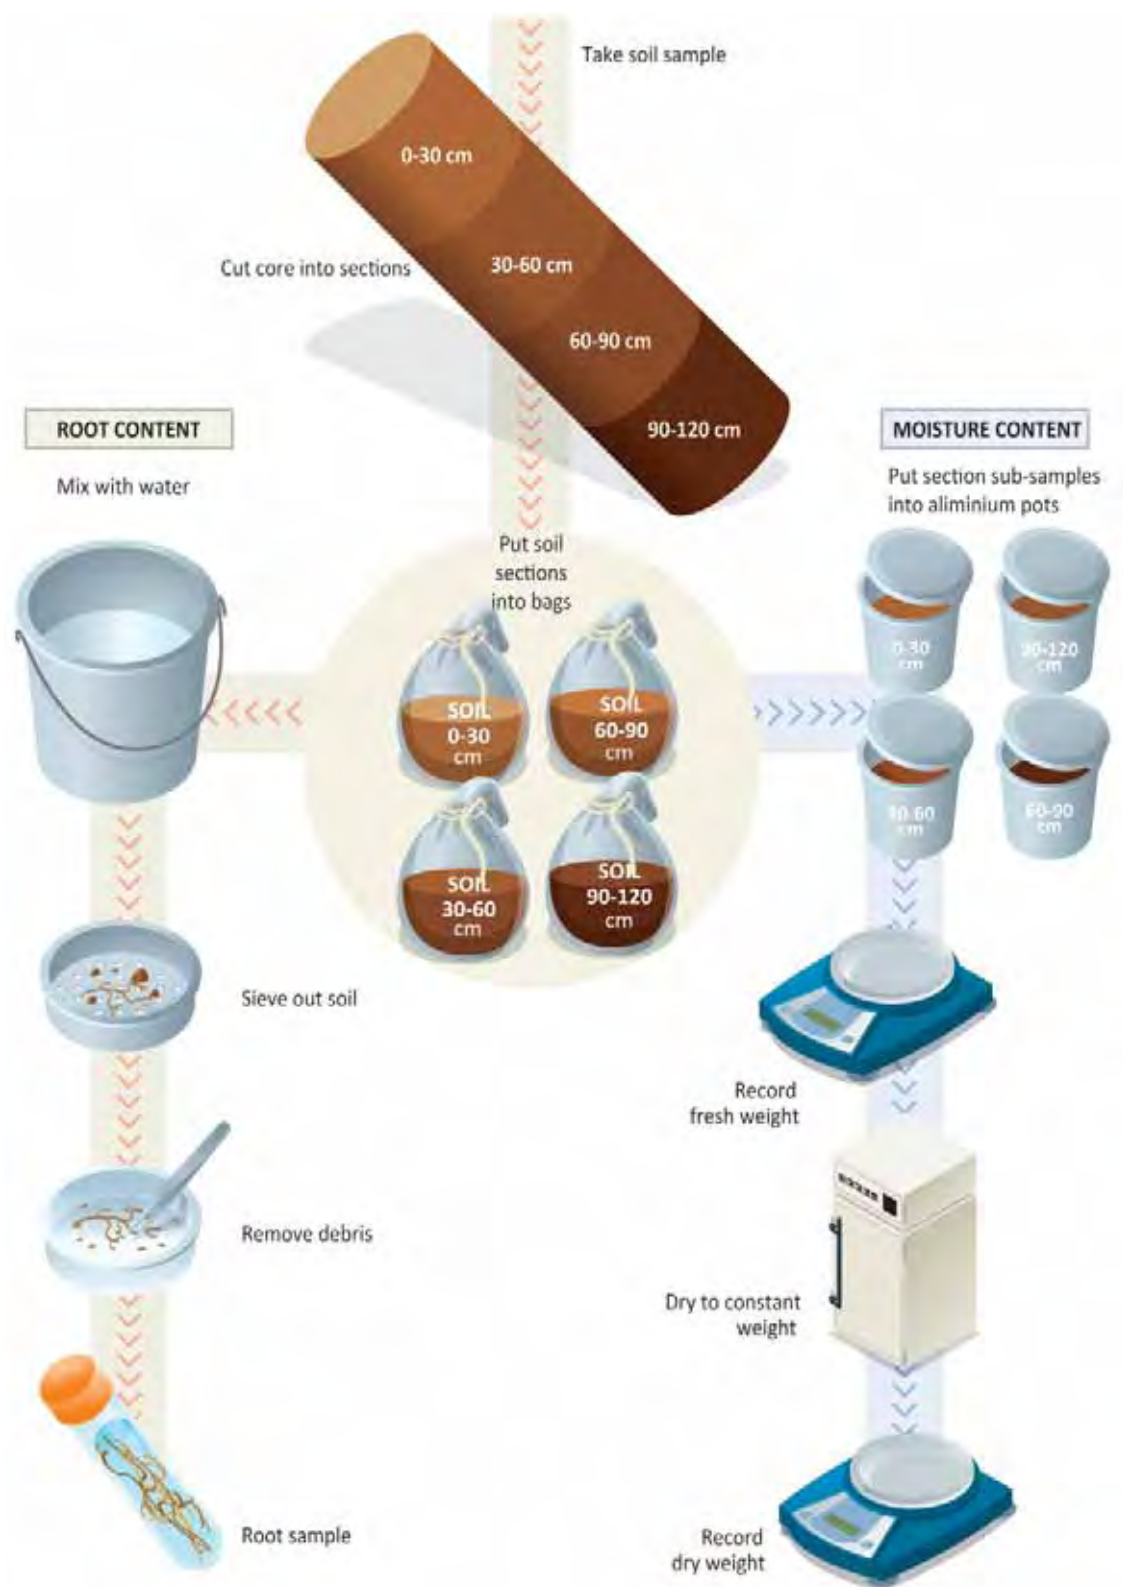 Take soil sample
0-30 cm
Cut core into sections
30-60 cm
60-90 cm
90-120 cm
ROOT CONTENT
Mix with water
MOISTURE CONTENT
Put section sub-samples
into aliminium pots
Put soil
sections
into bags
SOIL
0-30
cm
SOIL
60-90
cm
SOIL
30-60
cm
SOIL
90-120
cm
0-30
cm
90-120
cm
30-60
cm
60-90
cm
Sieve out soil
Record
fresh weight
Remove debris
Dry to constant
weight
Root sample
Record
dry weight